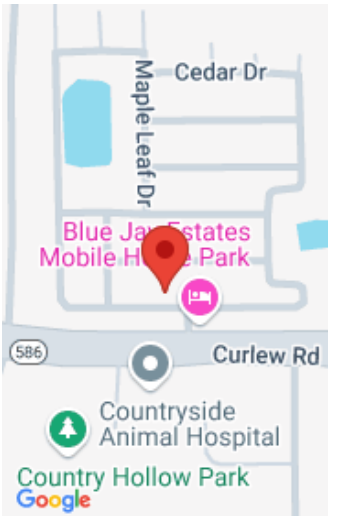 Cedar Dr
Maple Leaf Dr
Blue Jay Estates
Mobile Home Park
586
Curlew Rd
Countryside
Animal Hospital
Country Hollow Park
Google